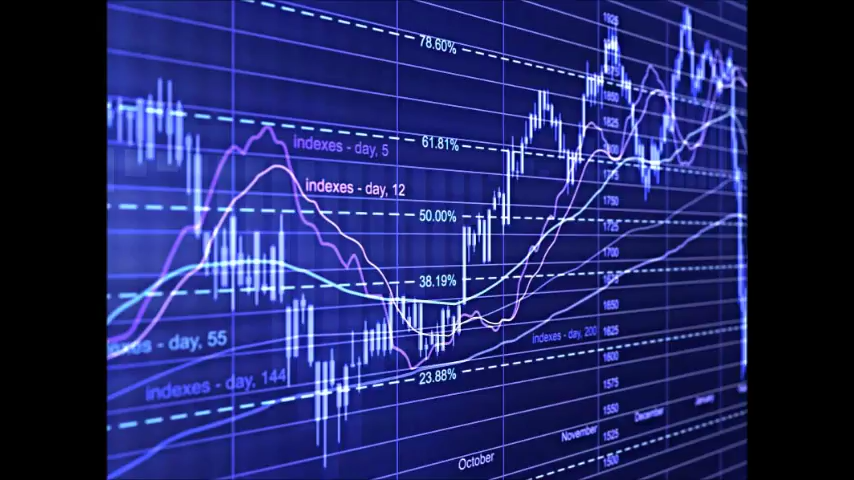 78.60%
indexes - day, 5
61.81%
indexes - day, 12
50.00%
38.19%
indexes - day, 55
indexes - day, 200
indexes - day, 144
23.88%
1925
1850
1825
1800
1775
1750
1725
1700
1675
1650
1625
1600
1575
1550
1525
1500
October
November
December
January